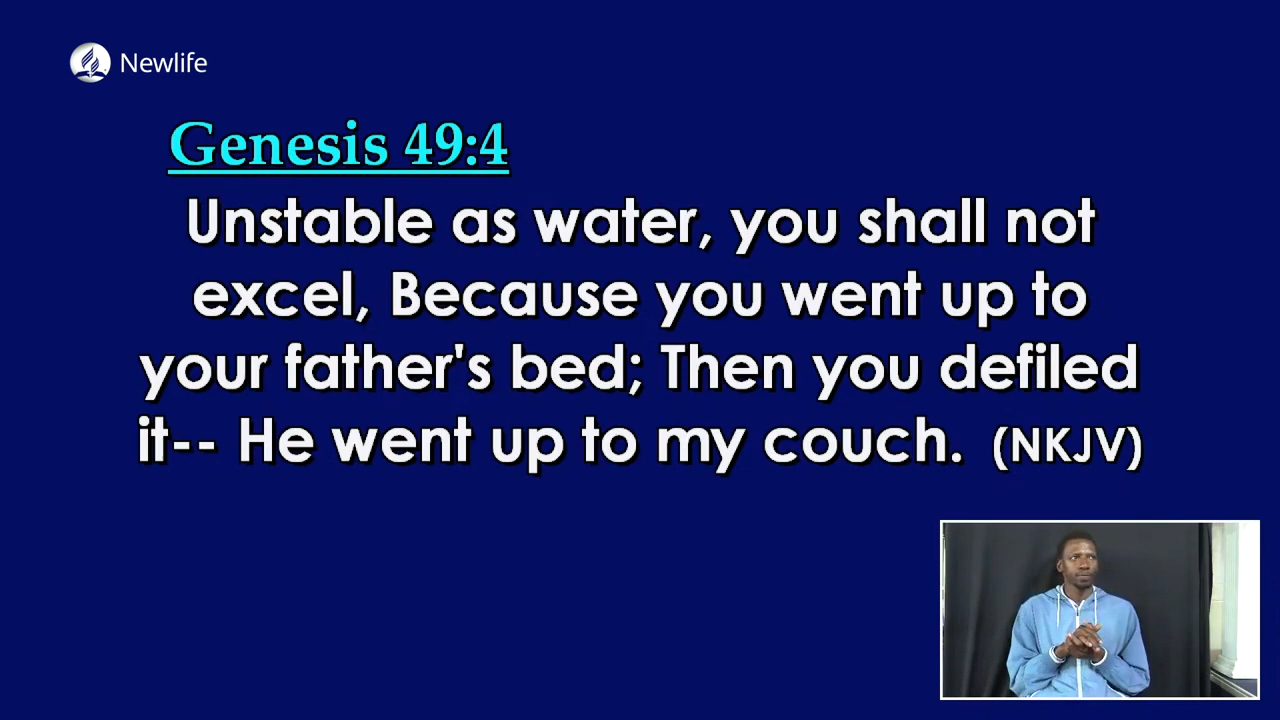 Newlife
Genesis 49:4
Unstable as water, you shall not
excel, Because you went up to
your father's bed; Then you defiled
it-- He went up to my couch. (NKJV)